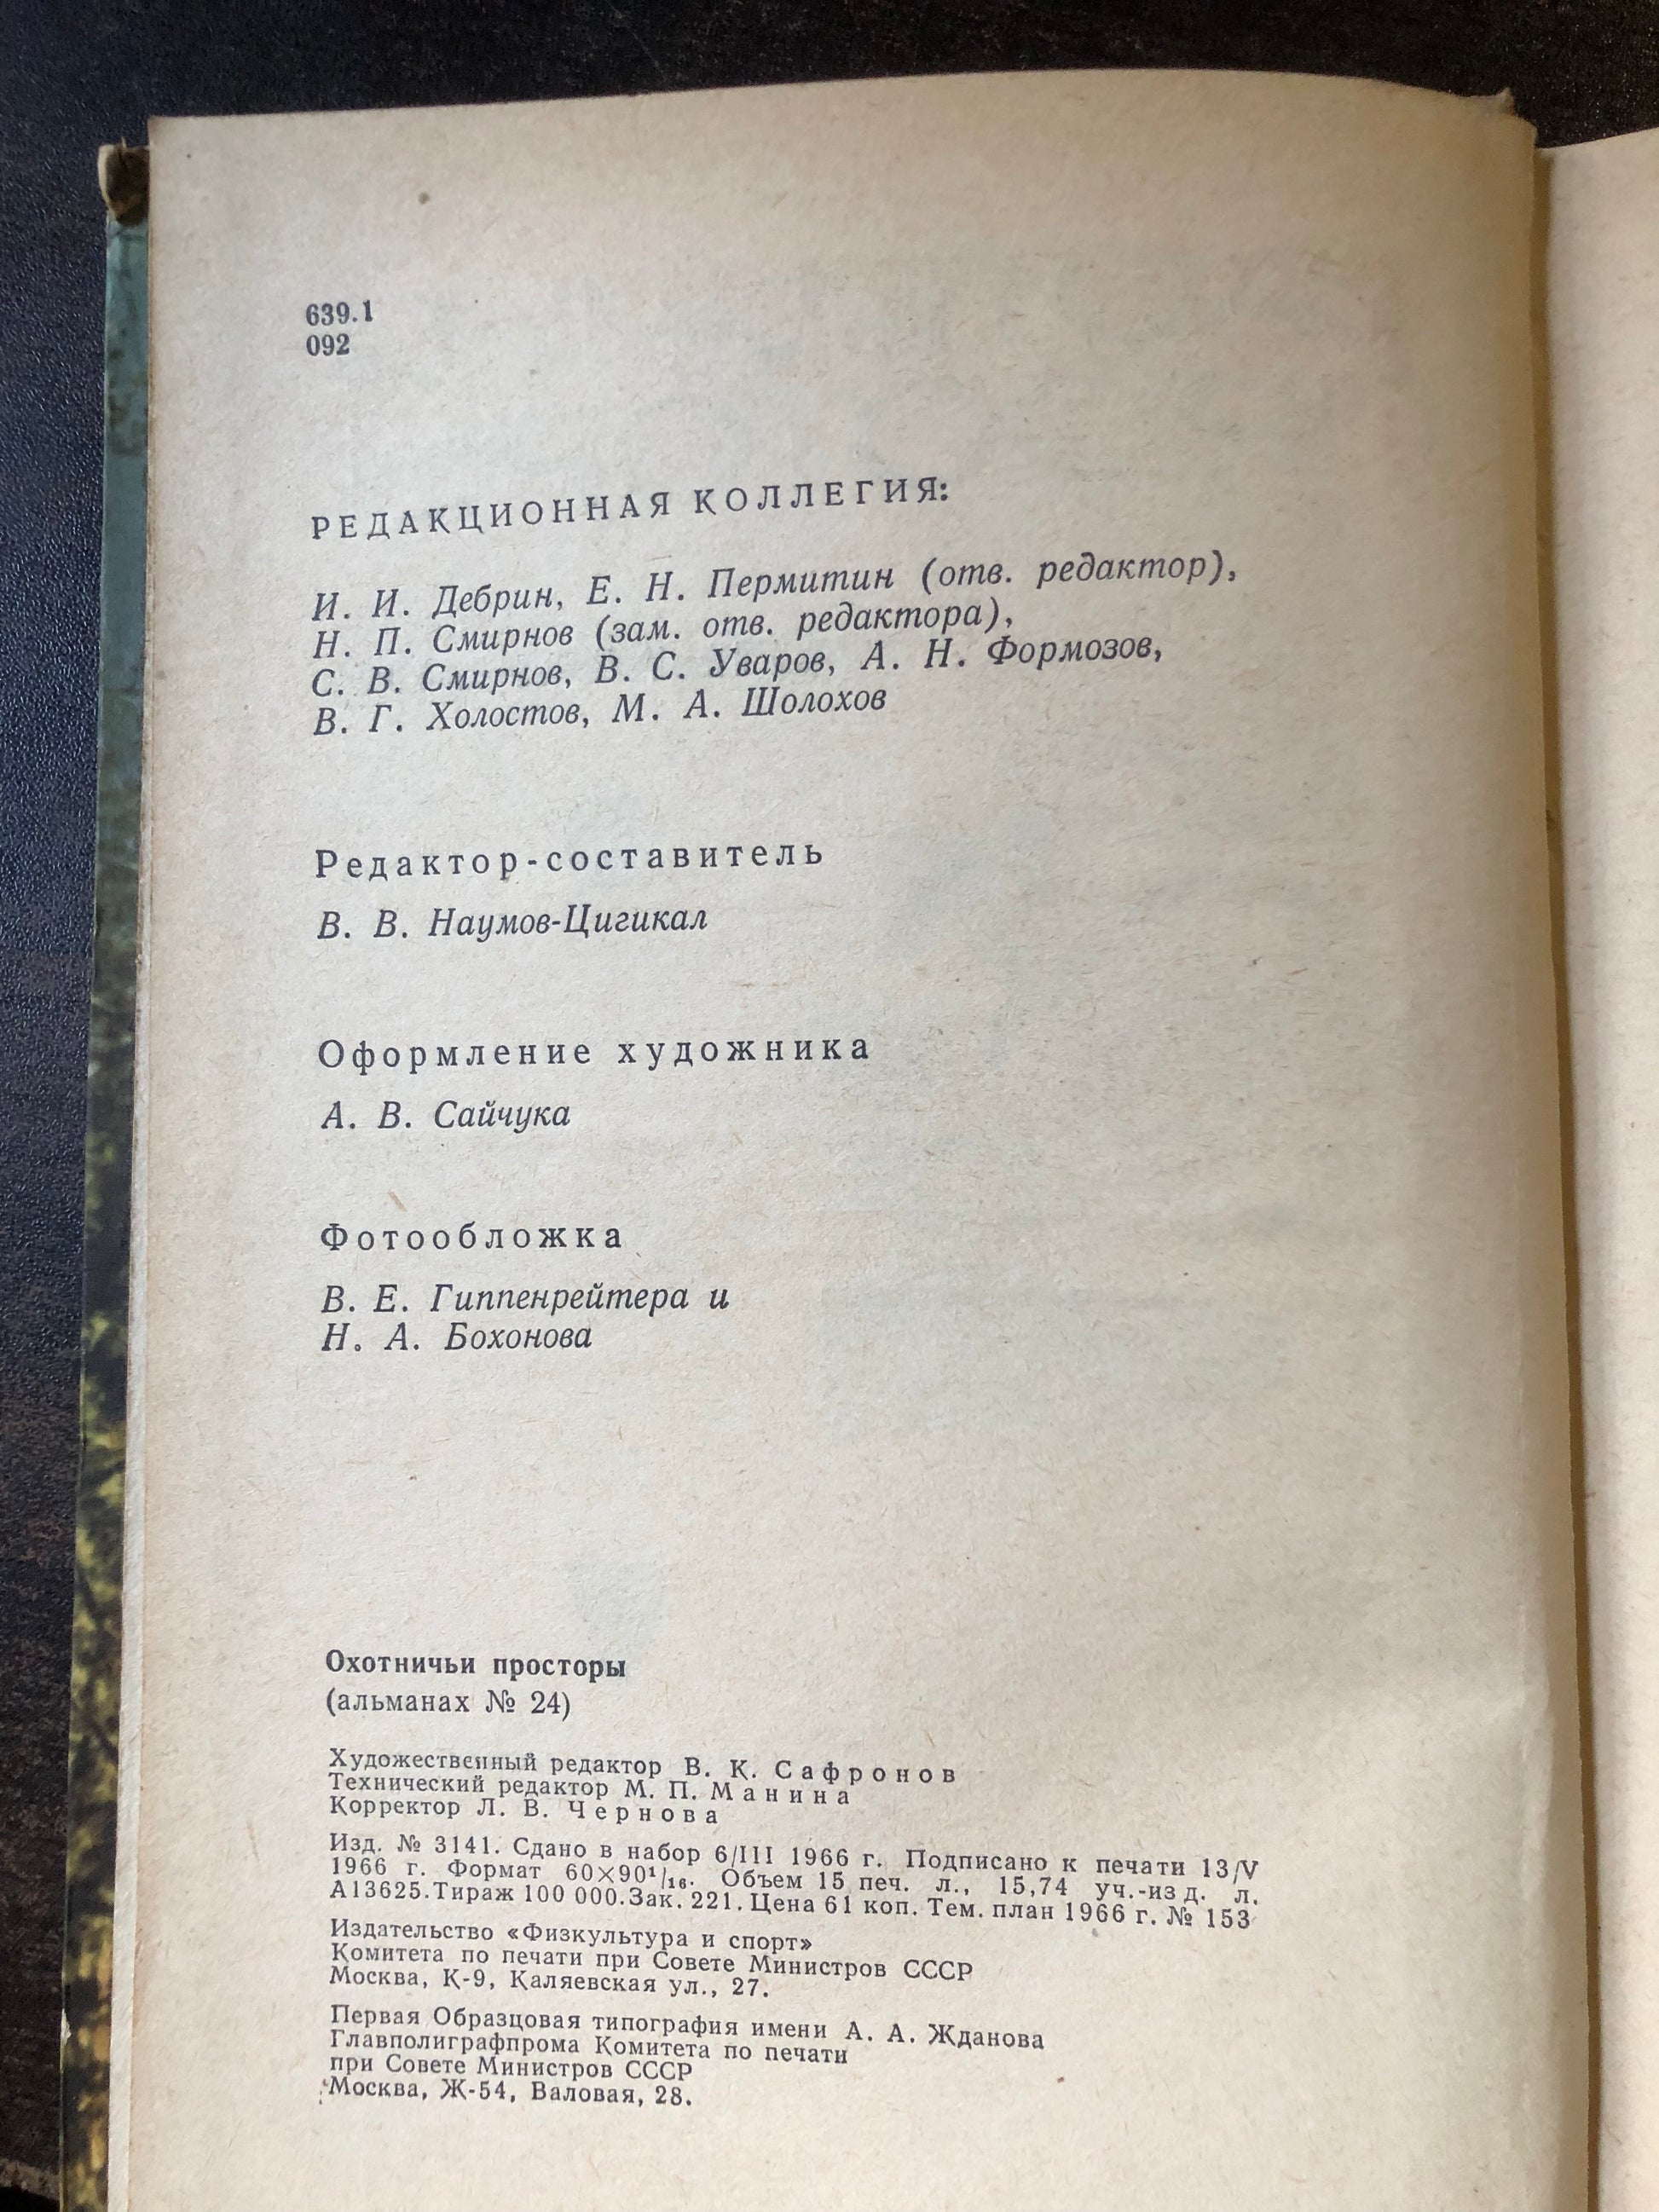 639.1
092
РЕДАКЦИОННАЯ КОЛЛЕГИЯ:
И. И. Дебрин, Е. Н. Пермитин (отв. редактор),
Н. П. Смирнов (зам. отв. редактора),
С. В. Смирнов, В. С. Уваров, А. Н. Формозов,
В. Г. Холостов, М. А. Шолохов
Редактор-составитель
В. В. Наумов-Цигикал
Оформление художника
А. В. Сайчука
Фотообложка
В. Е. Гиппенрейтера и
Н. А. Бохонова
Охотничьи просторы
(альманах № 24)
Художественный редактор В. К. Сафронов
Технический редактор М. П. Манина
Корректор Л. В. Чернова
Изд. № 3141. Сдано в набор 6/III 1966 г. Подписано к печати 13/V
1966 г. Формат 60×90¹/₁₆. Объем 15 печ. л., 15,74 уч.-изд. л.
А13625. Тираж 100 000. Зак. 221. Цена 61 коп. Тем. план 1966 г. № 153
Издательство «Физкультура и спорт»
Комитета по печати при Совете Министров СССР
Москва, К-9, Каляевская ул., 27.
Первая Образцовая типография имени А. А. Жданова
Главполиграфпрома Комитета по печати
при Совете Министров СССР
Москва, Ж-54, Валовая, 28.